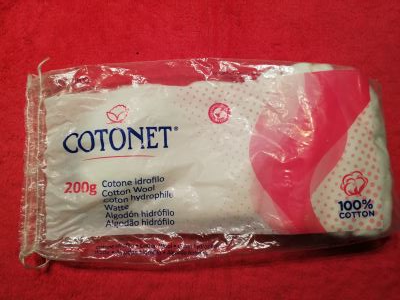 COTONET®
200g
Cotone idrofilo
Cotton Wool
coton hydrophile
Watte
Algodón hidrófilo
Algodão hidrófilo
100%
COTTON